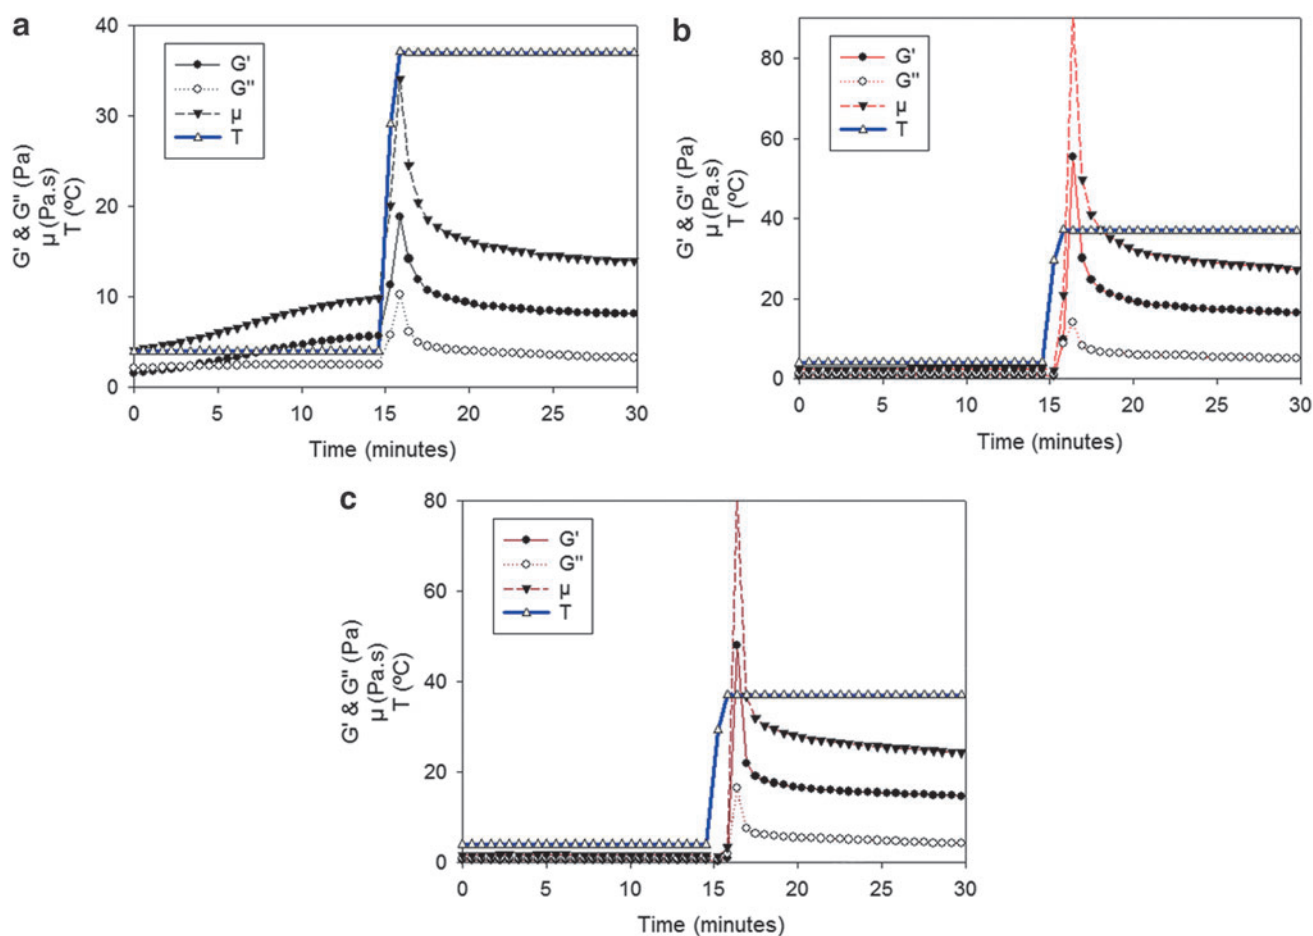 a
G'
G"
μ
T
G' & G" (Pa)
μ (Pa.s)
T (ºC)
40
30
20
10
0
0 5 10 15 20 25 30
Time (minutes)
b
G'
G"
μ
T
G' & G" (Pa)
μ (Pa.s)
T (ºC)
80
60
40
20
0
0 5 10 15 20 25 30
Time (minutes)
c
G'
G"
μ
T
G' & G" (Pa)
μ (Pa.s)
T (ºC)
80
60
40
20
0
0 5 10 15 20 25 30
Time (minutes)